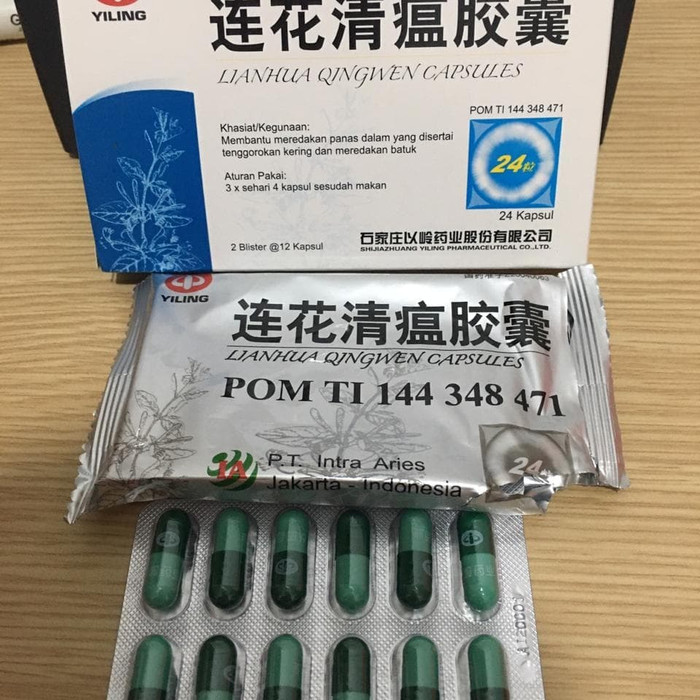 YILING
连花清瘟胶囊
LIANHUA QINGWEN CAPSULES
POM TI 144 348 471
Khasiat/Kegunaan:
Membantu meredakan panas dalam yang disertai
tenggorokan kering dan meredakan batuk
Aturan Pakai:
3 x sehari 4 kapsul sesudah makan
24粒
24 Kapsul
2 Blister @12 Kapsul
石家庄以岭药业股份有限公司
SHIJIAZHUANG YILING PHARMACEUTICAL CO.,LTD.
YILING
连花清瘟胶囊
LIANHUA QINGWEN CAPSULES
POM TI 144 348 471
IA
P.T. Intra Aries
Jakarta - Indonesia
24